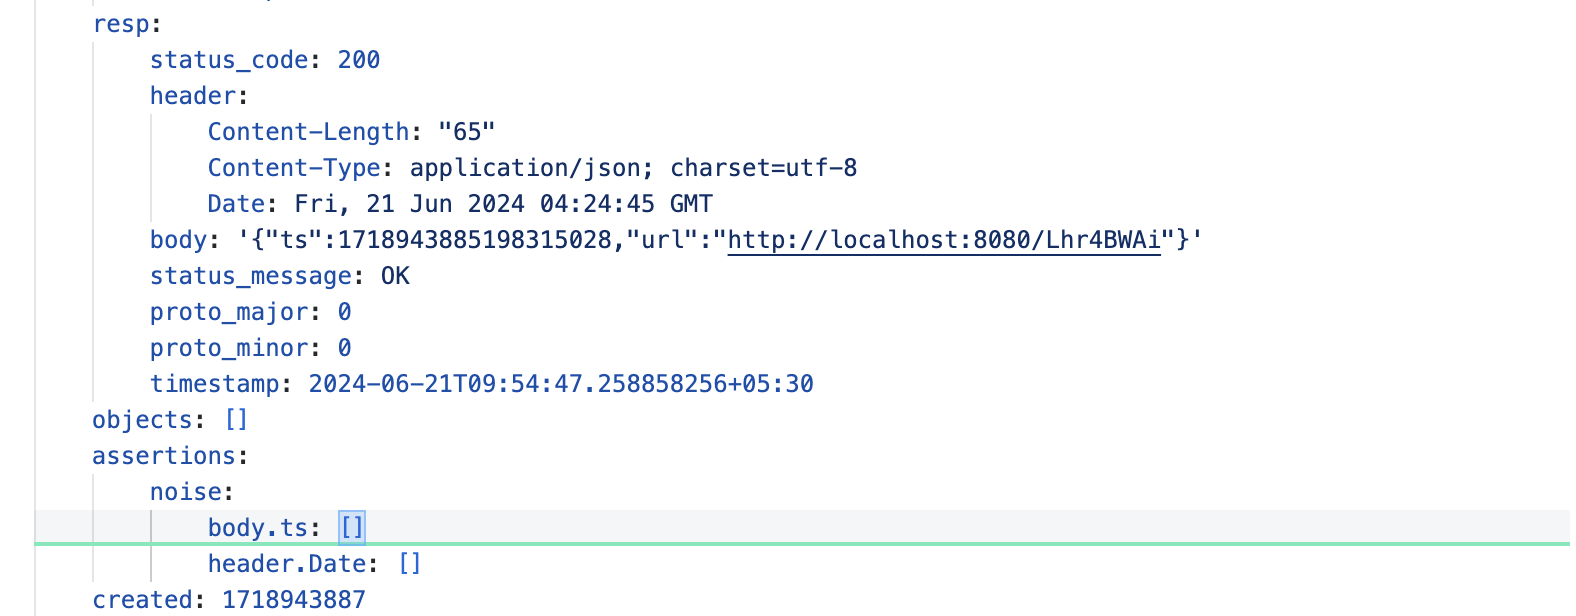 resp:
status_code: 200
header:
Content-Length: "65"
Content-Type: application/json; charset=utf-8
Date: Fri, 21 Jun 2024 04:24:45 GMT
body: '{"ts":1718943885198315028,"url":"http://localhost:8080/Lhr4BWAi"}'
status_message: OK
proto_major: 0
proto_minor: 0
timestamp: 2024-06-21T09:54:47.258858256+05:30
objects: []
assertions:
noise:
body.ts: []
header.Date: []
created: 1718943887